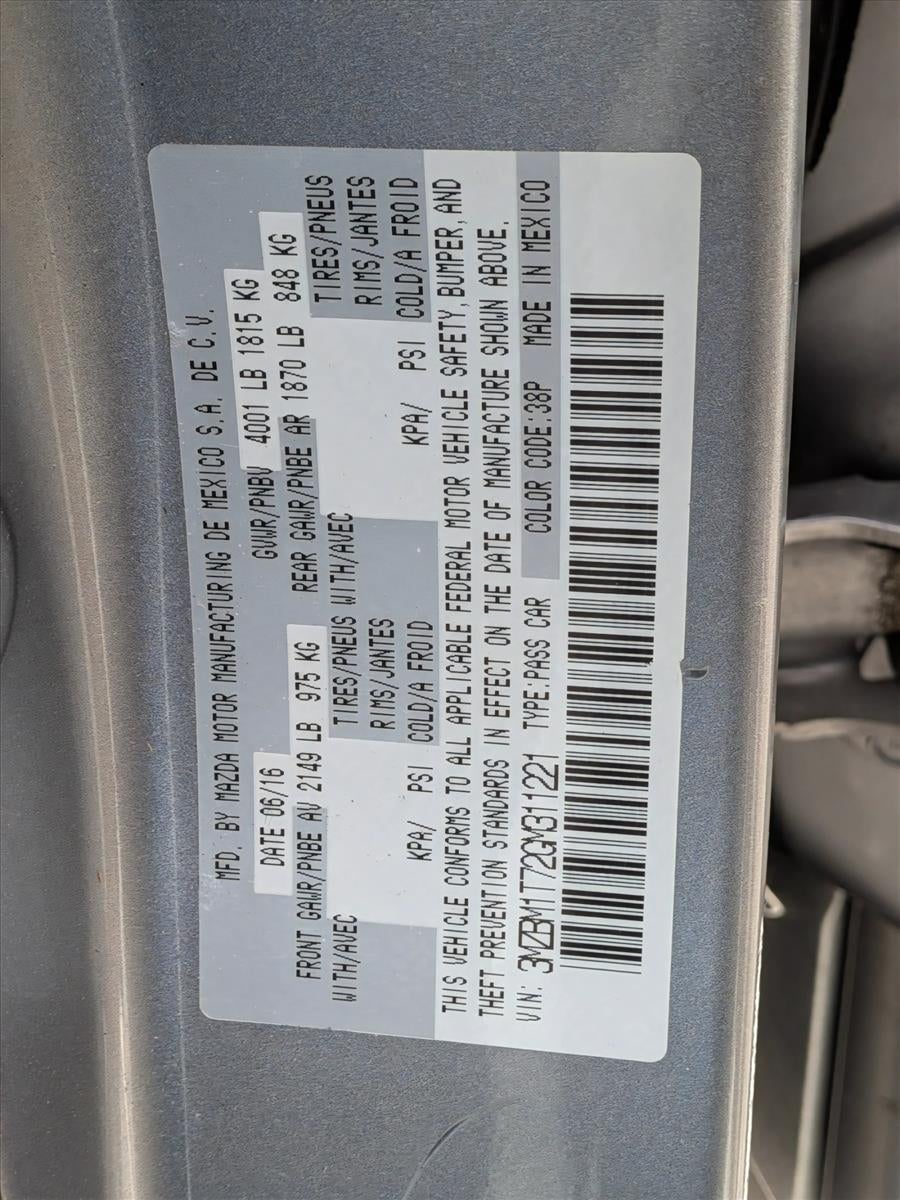 MFD. BY MAZDA MOTOR MANUFACTURING DE MEXICO S.A. DE C.V.
DATE 06/16 GVWR/PNBV 4001 LB 1815 KG
FRONT GAWR/PNBE AV 2149 LB 975 KG REAR GAWR/PNBE AR 1870 LB 848 KG
WITH/AVEC TIRES/PNEUS WITH/AVEC TIRES/PNEUS
RIMS/JANTES RIMS/JANTES
KPA/ PSI COLD/A FROID KPA/ PSI COLD/A FROID
THIS VEHICLE CONFORMS TO ALL APPLICABLE FEDERAL MOTOR VEHICLE SAFETY, BUMPER, AND
THEFT PREVENTION STANDARDS IN EFFECT ON THE DATE OF MANUFACTURE SHOWN ABOVE.
VIN: 3MZBM1T72GM311221 TYPE:PASS CAR COLOR CODE:38P MADE IN MEXICO